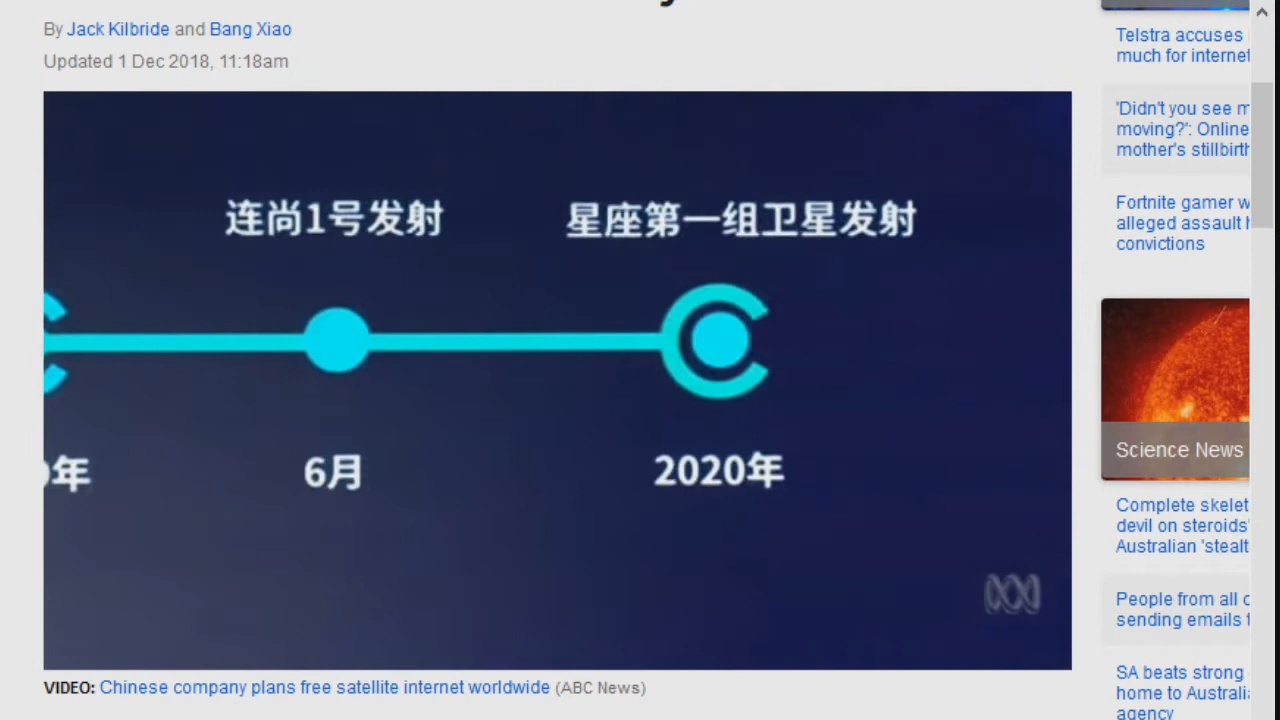 By Jack Kilbride and Bang Xiao
Updated 1 Dec 2018, 11:18am
连尚1号发射
星座第一组卫星发射
年
6月
2020年
VIDEO: Chinese company plans free satellite internet worldwide (ABC News)
Telstra accuses
much for internet
'Didn't you see
moving?': Online
mother's stillbirth
Fortnite gamer
alleged assault
convictions
Science News
Complete
devil on steroids'
Australian
People from all
sending emails
SA beats strong
home to
agency